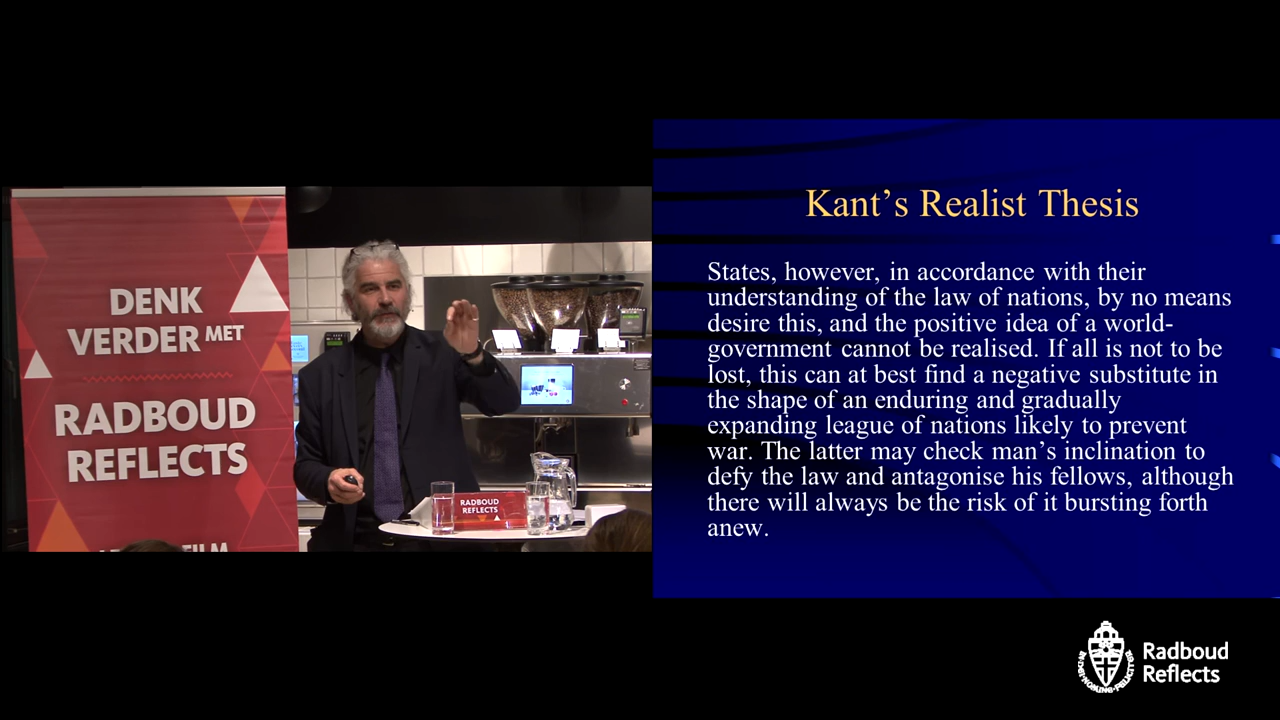 DENK
VERDER MET
RADBOUD
REFLECTS
RADBOUD
REFLECTS
Kant's Realist Thesis
States, however, in accordance with their
understanding of the law of nations, by no means
desire this, and the positive idea of a world-
government cannot be realised. If all is not to be
lost, this can at best find a negative substitute in
the shape of an enduring and gradually
expanding league of nations likely to prevent
war. The latter may check man's inclination to
defy the law and antagonise his fellows, although
there will always be the risk of it bursting forth
anew.
Radboud
Reflects